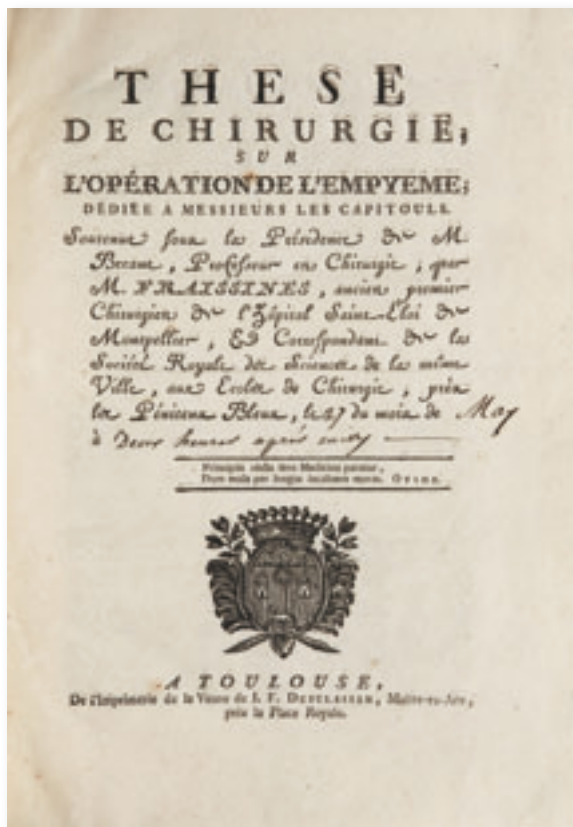 THESE
DE CHIRURGIE,
SUR
L'OPÉRATION DE L'EMPYEME;
DÉDIÉE A MESSIEURS LES CAPITOULS.
Soutenue sous la Présidence de M.
Becane, Professeur en Chirurgie, par
M. FRAISSINES, ancien premier
Chirurgien de l'Hôpital Saint-Eloi de
Montpellier, & Correspondant de la
Société Royale des Sciences de la même
Ville, aux Ecoles de Chirurgie, près
les Pénitens Bleus, le 27 du mois de May
à Deux heures après midy
Principiis obsta sero Medicina paratur,
Dum mala per longas invaluere moras. OVIDE.
A TOULOUSE,
De l'Imprimerie de la Veuve de J. F. DESCLASSAN, Maître-ès-Arts,
près la Place Royale.